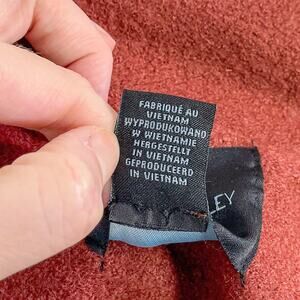 FABRIQUÉ AU
VIETNAM
WYPRODUKOWANO
W WIETNAMIE
HERGESTELLT
IN VIETNAM
GEPRODUCEERD
IN VIETNAM